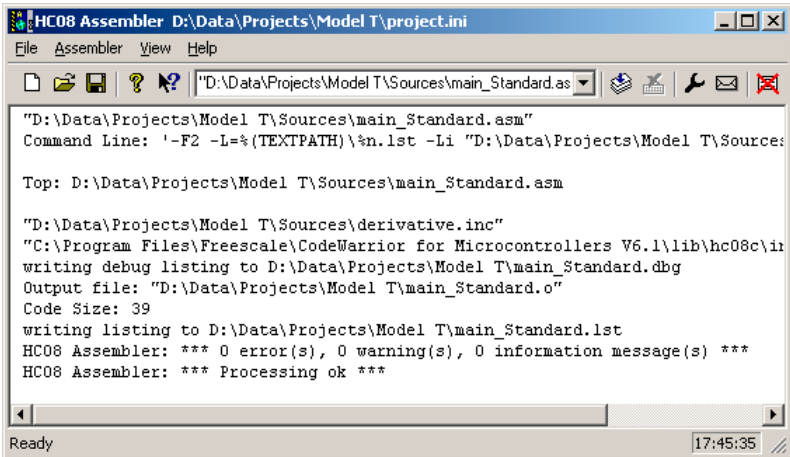 HC08 Assembler D:\Data\Projects\Model T\project.ini
File Assembler View Help
"D:\Data\Projects\Model T\Sources\main_Standard.as
"D:\Data\Projects\Model T\Sources\main_Standard.asm"
Command Line: '-F2 -L=%(TEXTPATH)\%n.lst -Li "D:\Data\Projects\Model T\Sources
Top: D:\Data\Projects\Model T\Sources\main_Standard.asm
"D:\Data\Projects\Model T\Sources\derivative.inc"
"C:\Program Files\Freescale\CodeWarrior for Microcontrollers V6.1\lib\hc08c\in
writing debug listing to D:\Data\Projects\Model T\main_Standard.dbg
Output file: "D:\Data\Projects\Model T\main_Standard.o"
Code Size: 39
writing listing to D:\Data\Projects\Model T\main_Standard.lst
HC08 Assembler: *** 0 error(s), 0 warning(s), 0 information message(s) ***
HC08 Assembler: *** Processing ok ***
Ready 17:45:35